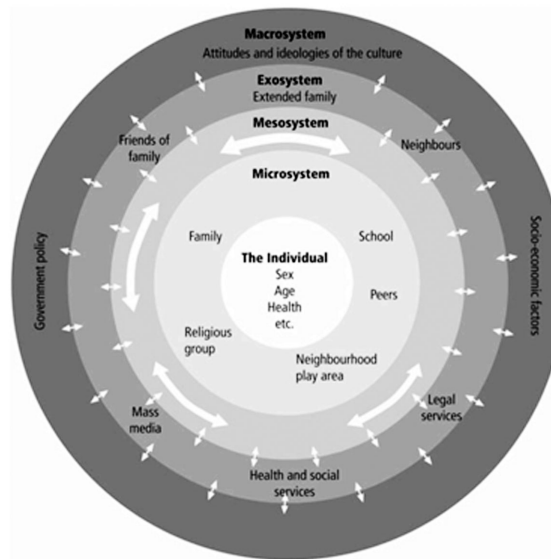 Macrosystem
Attitudes and ideologies of the culture
Exosystem
Extended family
Mesosystem
Friends of
family
Neighbours
Microsystem
Family
School
The Individual
Sex
Age
Health
etc.
Peers
Religious
group
Neighbourhood
play area
Government policy
Socio-economic factors
Mass
media
Legal
services
Health and social
services